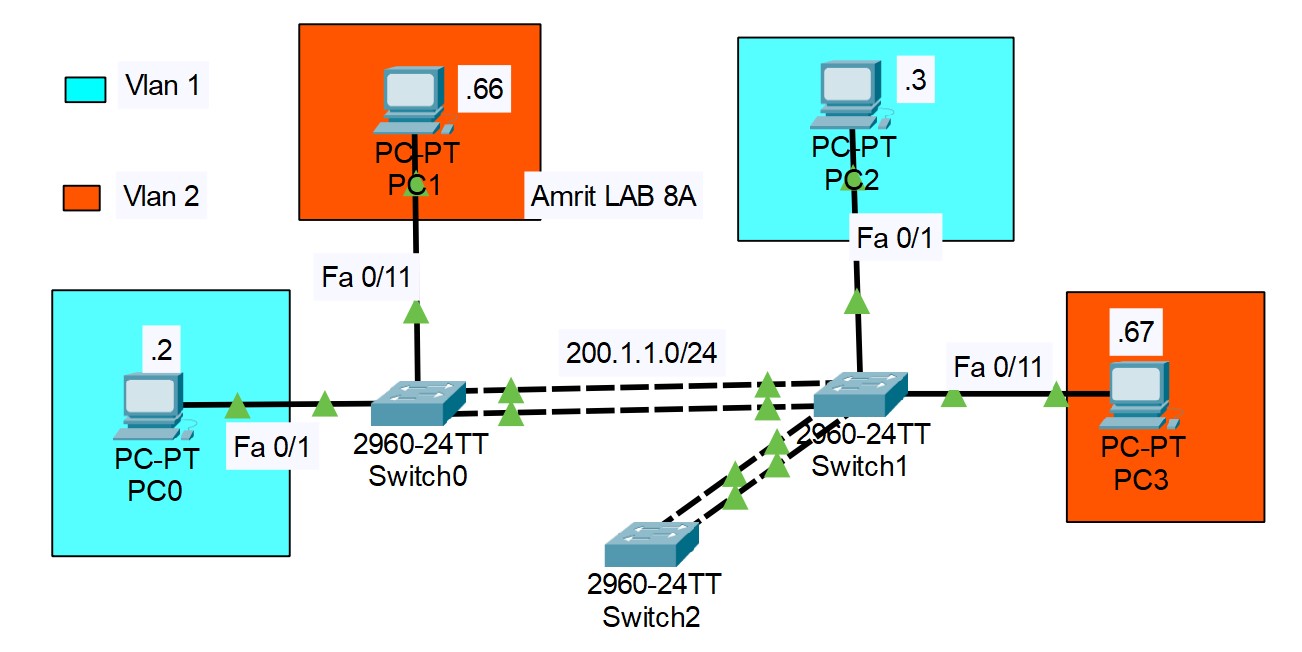 Vlan 1
Vlan 2
.66
PC-PT
PC1
Amrit LAB 8A
Fa 0/11
.3
PC-PT
PC2
Fa 0/1
.2
PC-PT
PC0
Fa 0/1
2960-24TT
Switch0
200.1.1.0/24
2960-24TT
Switch1
Fa 0/11
.67
PC-PT
PC3
2960-24TT
Switch2